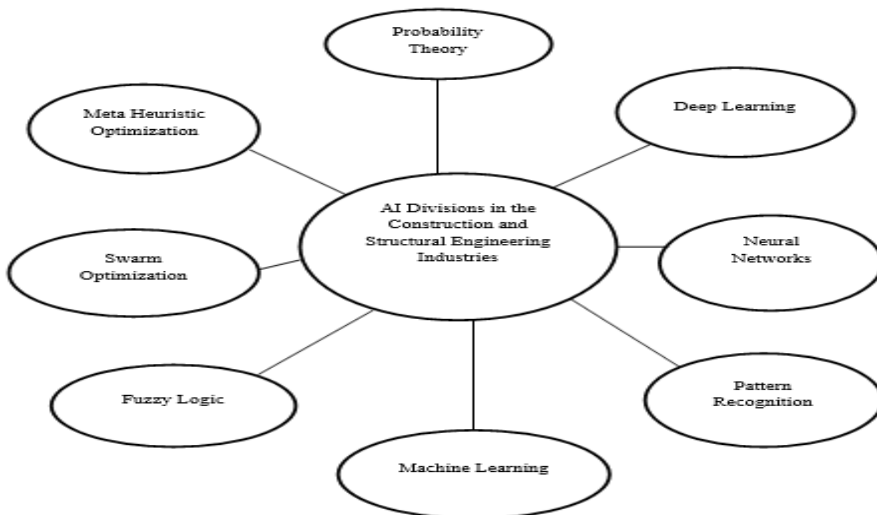 Probability
Theory
Meta Heuristic
Optimization
Deep Learning
AI Divisions in the
Construction and
Structural Engineering
Industries
Swarm
Optimization
Neural
Networks
Fuzzy Logic
Pattern
Recognition
Machine Learning